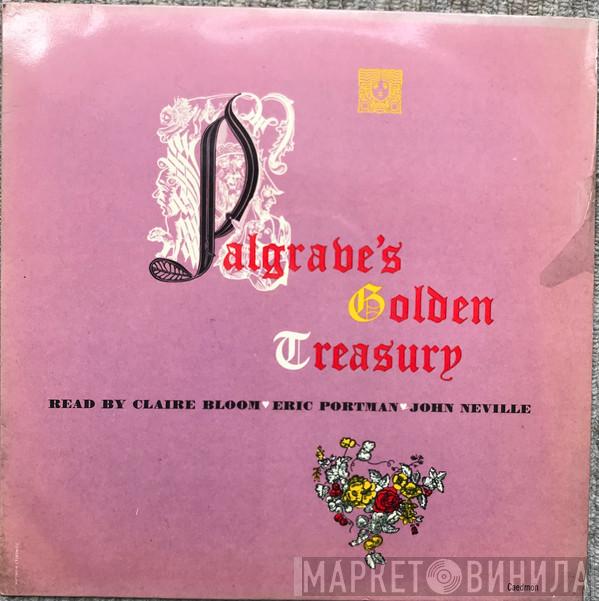 Palgrave's
Golden
Treasury
READ BY CLAIRE BLOOM♥ERIC PORTMAN♥JOHN NEVILLE
МАРКЕТ ВИНИЛА
Caedmon